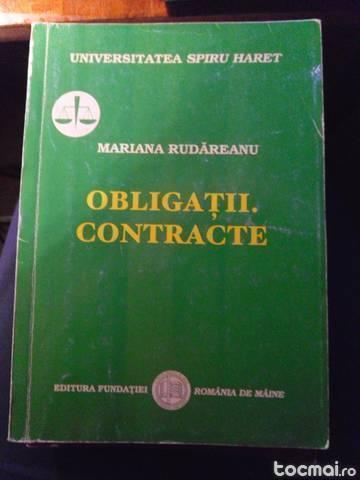 UNIVERSITATEA SPIRU HARET
MARIANA RUDĂREANU
OBLIGAȚII.
CONTRACTE
EDITURA FUNDAȚIEI ROMÂNIA DE MÂINE
tocmai.ro